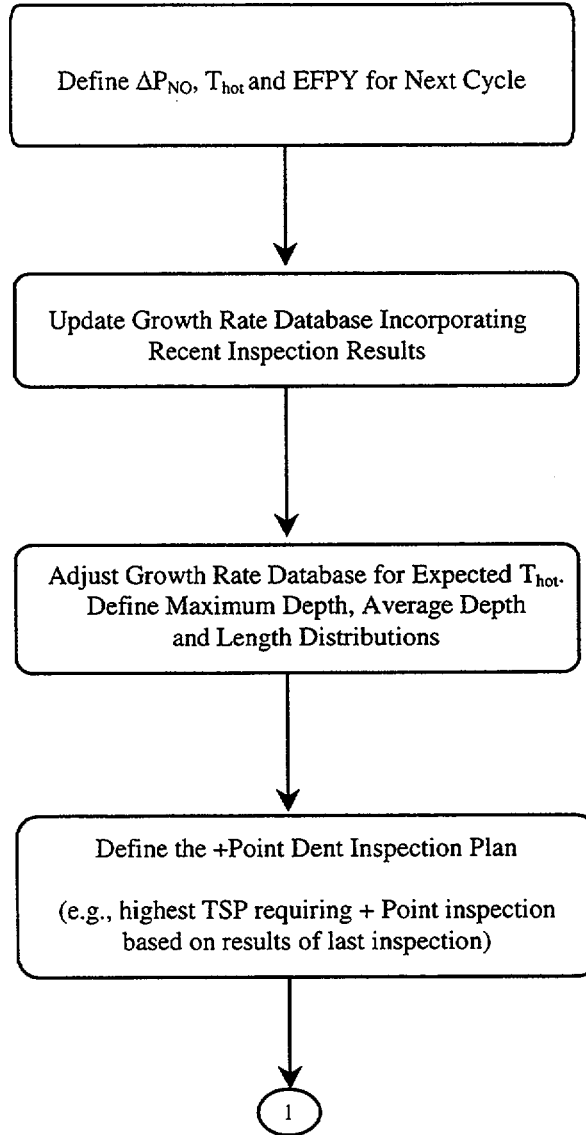 Define ΔP_NO, T_hot and EFPY for Next Cycle
Update Growth Rate Database Incorporating
Recent Inspection Results
Adjust Growth Rate Database for Expected T_hot.
Define Maximum Depth, Average Depth
and Length Distributions
Define the +Point Dent Inspection Plan
(e.g., highest TSP requiring + Point inspection
based on results of last inspection)
1